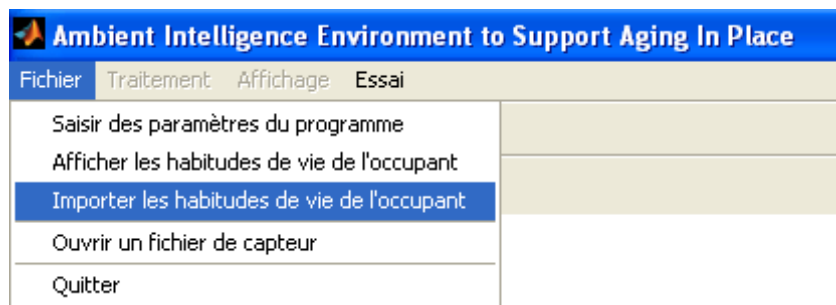 Ambient Intelligence Environment to Support Aging In Place
Fichier Traitement Affichage Essai
Saisir des paramètres du programme
Afficher les habitudes de vie de l'occupant
Importer les habitudes de vie de l'occupant
Ouvrir un fichier de capteur
Quitter